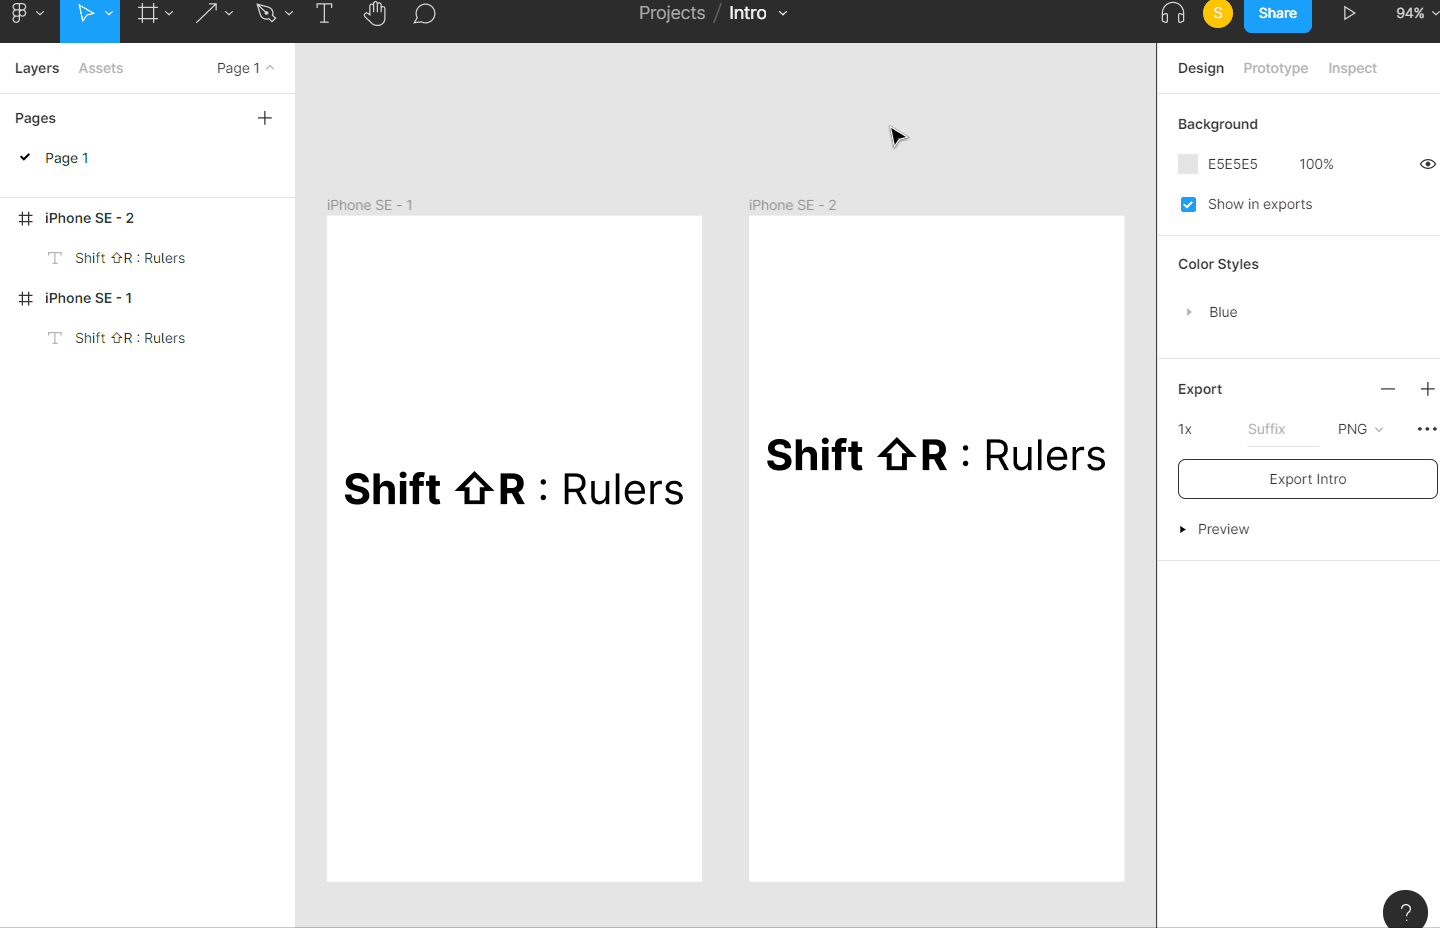 Projects / Intro
S
Share
94%
Layers
Assets
Page 1
Pages
Page 1
iPhone SE - 2
Shift ⇧R : Rulers
iPhone SE - 1
Shift ⇧R : Rulers
iPhone SE - 1
Shift ⇧R : Rulers
iPhone SE - 2
Shift ⇧R : Rulers
Design
Prototype
Inspect
Background
E5E5E5
100%
Show in exports
Color Styles
Blue
Export
1x
Suffix
PNG
Export Intro
Preview
?